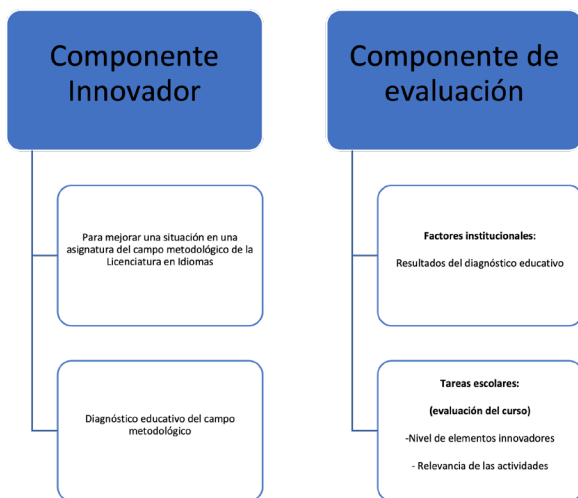 Componente
Innovador
Para mejorar una situación en una
asignatura del campo metodológico de la
Licenciatura en Idiomas
Diagnóstico educativo del campo
metodológico
Componente de
evaluación
Factores institucionales:
Resultados del diagnóstico educativo
Tareas escolares:
(evaluación del curso)
-Nivel de elementos innovadores
- Relevancia de las actividades